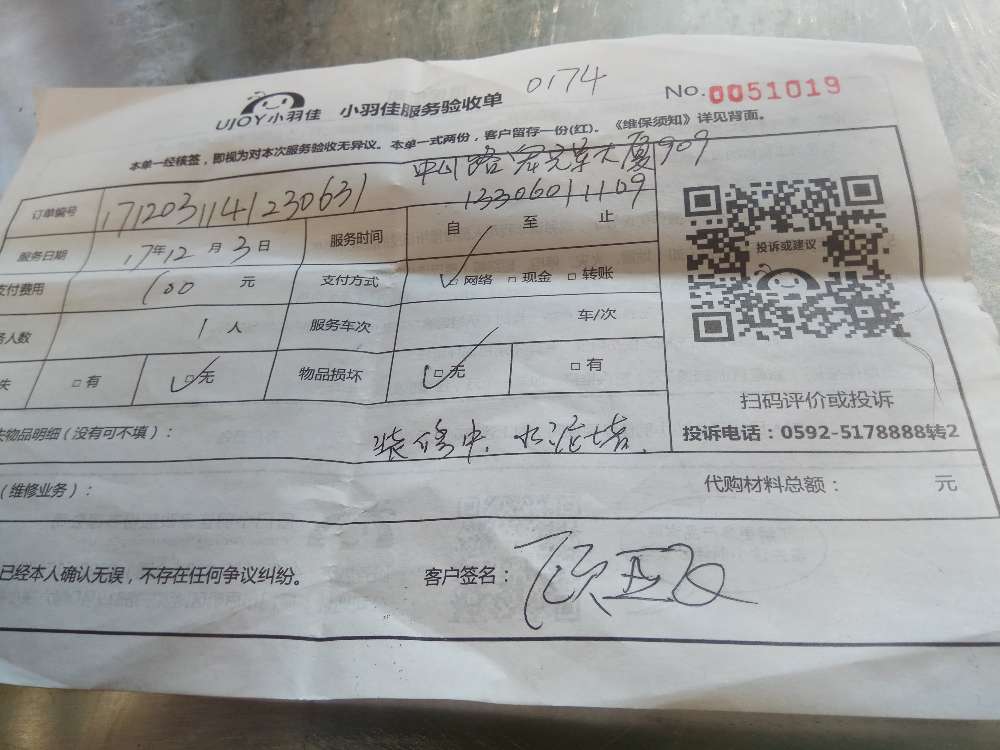 0174
No.0051019
UJOY小羽佳 小羽佳服务验收单
本单一经核签，即视为对本次服务验收无异议。本单一式两份，客户留存一份(红)。《维保须知》详见背面。
中山路 大厦909
订单编号 1712031141230631 13306011109
服务日期 17年12月3日 服务时间 自 至 止
支付费用 100 元 支付方式 网络 现金 转账
务人数 1人 服务车次 车/次
失 有 无 物品损坏 无 有
投诉或建议
扫码评价或投诉
投诉电话：0592-5178888转2
失物品明细（没有可不填）： 装修中.水泥墙.
（维修业务）： 代购材料总额： 元
已经本人确认无误，不存在任何争议纠纷。 客户签名：